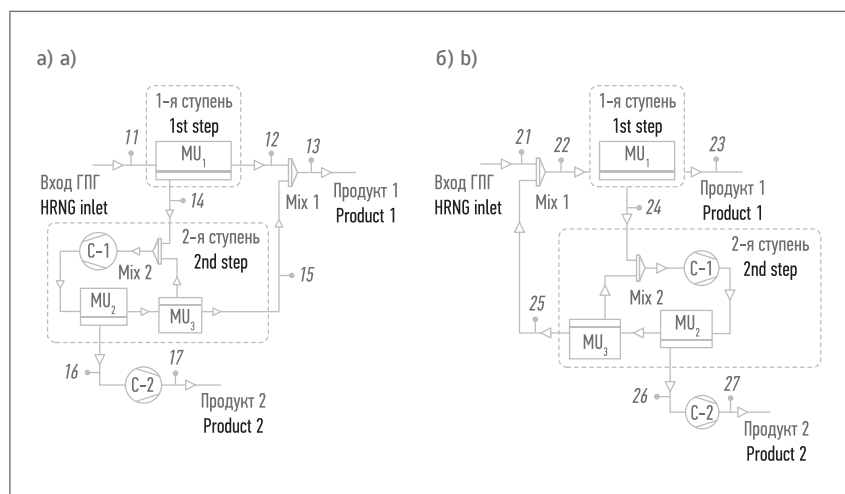 а) a)
1-я ступень
1st step
11
MU1
12
13
Вход ГПГ
HRNG inlet
Mix 1
Продукт 1
Product 1
14
2-я ступень
2nd step
C-1
Mix 2
15
MU2
MU3
16
17
C-2
Продукт 2
Product 2
б) b)
1-я ступень
1st step
21
22
MU1
23
Вход ГПГ
HRNG inlet
Mix 1
Продукт 1
Product 1
24
2-я ступень
2nd step
C-1
Mix 2
25
MU3
MU2
26
27
C-2
Продукт 2
Product 2